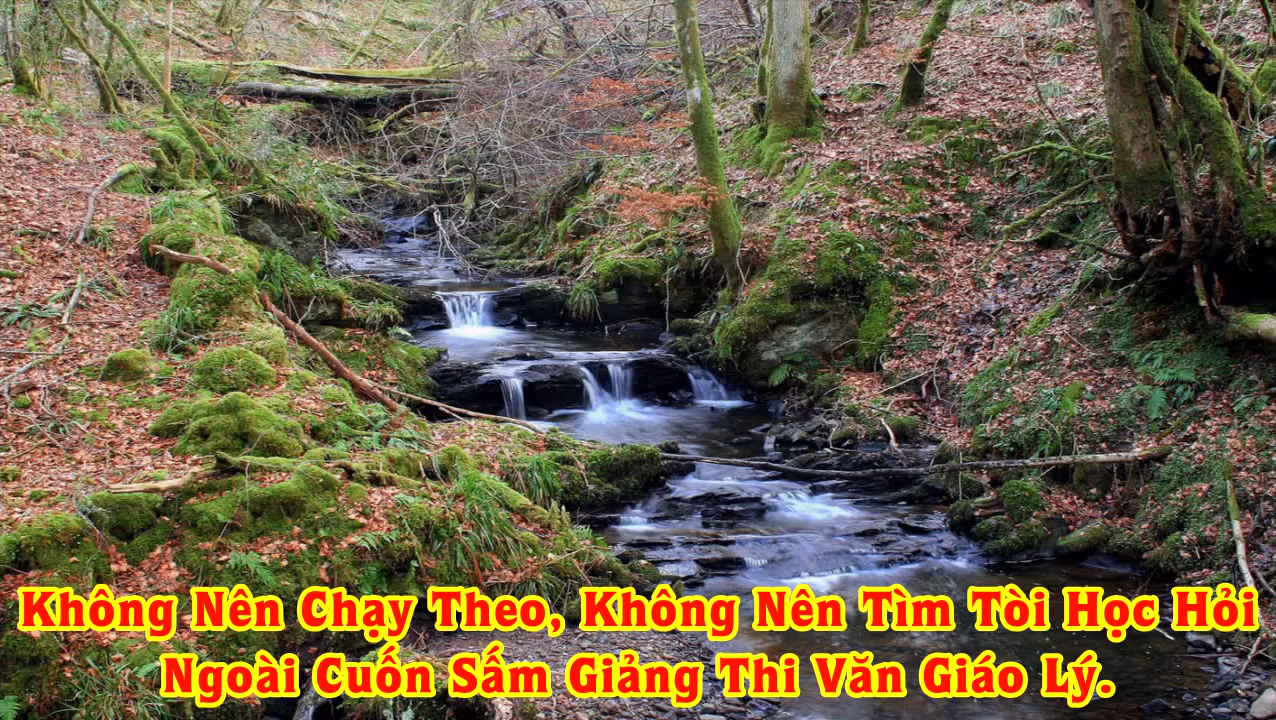 Không Nên Chạy Theo, Không Nên Tìm Tòi Học Hỏi
Ngoài Cuốn Sấm Giảng Thi Văn Giáo Lý.